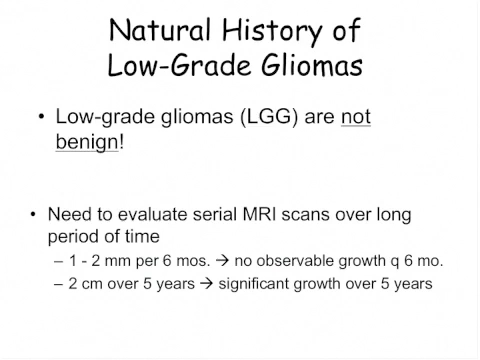 Natural History of
Low-Grade Gliomas
• Low-grade gliomas (LGG) are not
benign!
• Need to evaluate serial MRI scans over long
period of time
– 1 - 2 mm per 6 mos. → no observable growth q 6 mo.
– 2 cm over 5 years → significant growth over 5 years